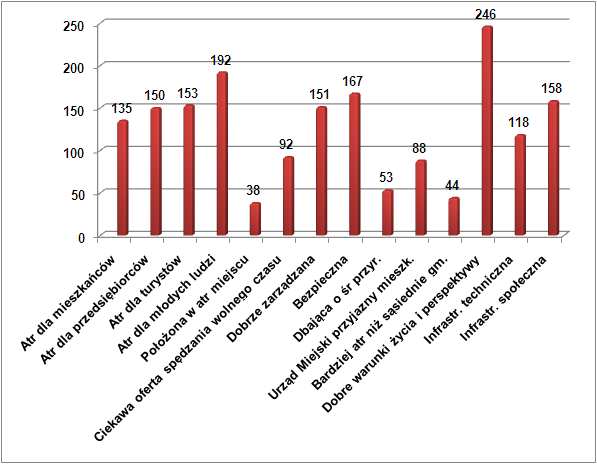 250
200
150
100
50
0
135
150
153
192
38
92
151
167
53
88
44
246
118
158
Atr dla mieszkańców
Atr dla przedsiębiorców
Atr dla turystów
Atr dla młodych ludzi
Położona w atr miejscu
Ciekawa oferta spędzania wolnego czasu
Dobrze zarządzana
Bezpieczna
Dbająca o śr przyr.
Urząd Miejski przyjazny mieszk.
Bardziej atr niż sasiednie gm.
Dobre warunki życia i perspektywy
Infrastr. techniczna
Infrastr. społeczna